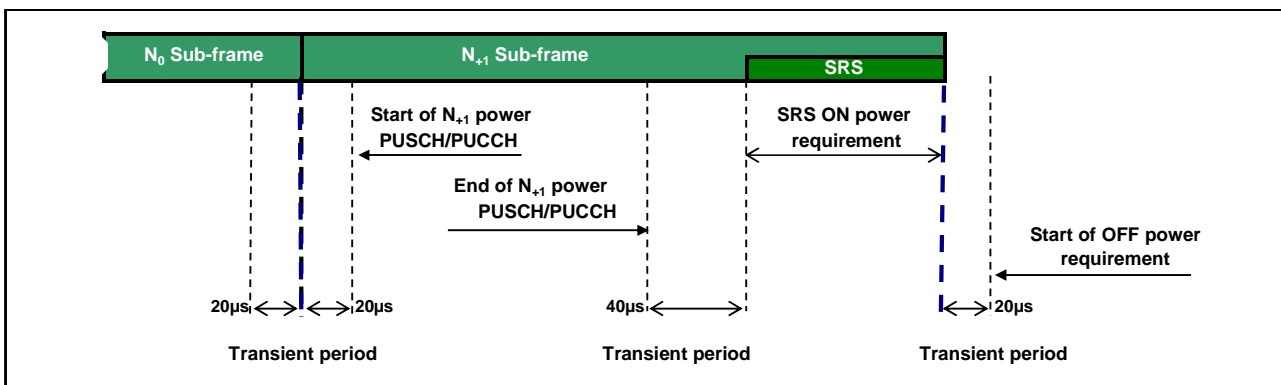 N₀ Sub-frame
N₊₁ Sub-frame
SRS
Start of N₊₁ power
PUSCH/PUCCH
SRS ON power
requirement
End of N₊₁ power
PUSCH/PUCCH
Start of OFF power
requirement
20µs
20µs
40µs
20µs
Transient period
Transient period
Transient period